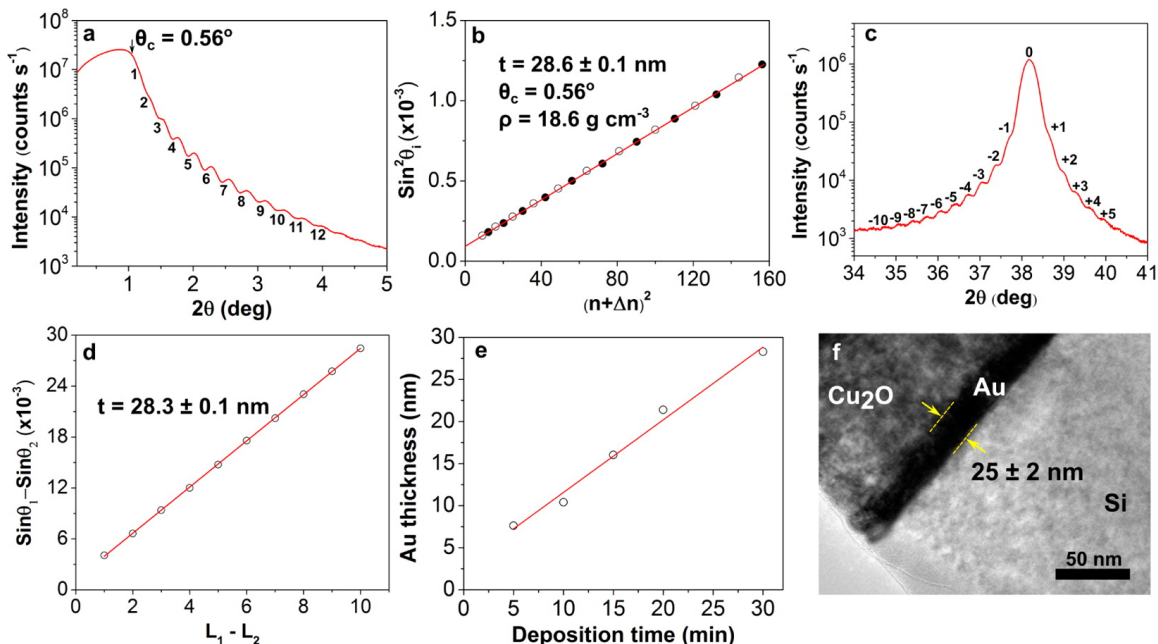 a
θc = 0.56º
1
2
3
4
5
6
7
8
9
10
11
12
10^8
10^7
10^6
10^5
10^4
10^3
Intensity (counts s⁻¹)
1 2 3 4 5
2θ (deg)
b
t = 28.6 ± 0.1 nm
θc = 0.56º
ρ = 18.6 g cm⁻³
1.5
1.0
0.5
0.0
Sin²θi (x10⁻³)
0 40 80 120 160
(n+Δn)²
c
0
-1
-2
-3
-4
-5
-6
-7
-8
-9
-10
+1
+2
+3
+4
+5
10^6
10^5
10^4
10^3
Intensity (counts s⁻¹)
34 35 36 37 38 39 40 41
2θ (deg)
d
t = 28.3 ± 0.1 nm
30
24
18
12
6
0
Sinθ₁–Sinθ₂ (x10⁻³)
0 2 4 6 8 10
L₁ - L₂
e
30
25
20
15
10
5
0
Au thickness (nm)
0 5 10 15 20 25 30
Deposition time (min)
f
Cu₂O
Au
25 ± 2 nm
Si
50 nm